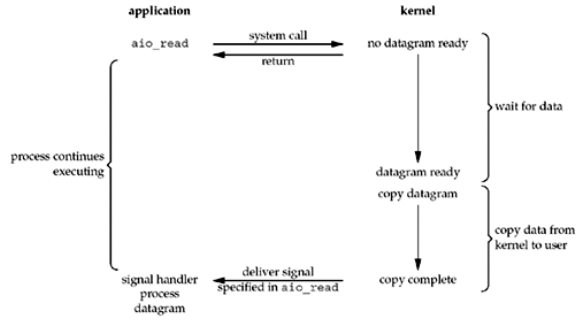 application kernel
aio_read system call no datagram ready
return
wait for data
process continues
executing
datagram ready
copy datagram
copy data from
kernel to user
signal handler deliver signal copy complete
process specified in aio_read
datagram